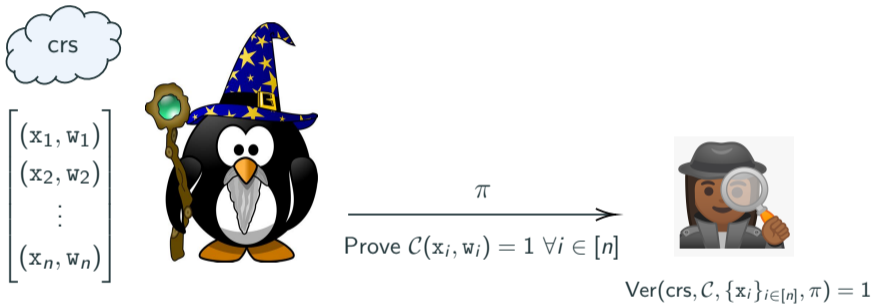 crs
(x₁, w₁)
(x₂, w₂)
⋮
(xₙ, wₙ)
π
Prove 𝒞(xᵢ, wᵢ) = 1 ∀i ∈ [n]
Ver(crs, 𝒞, {xᵢ}_{i∈[n]}, π) = 1